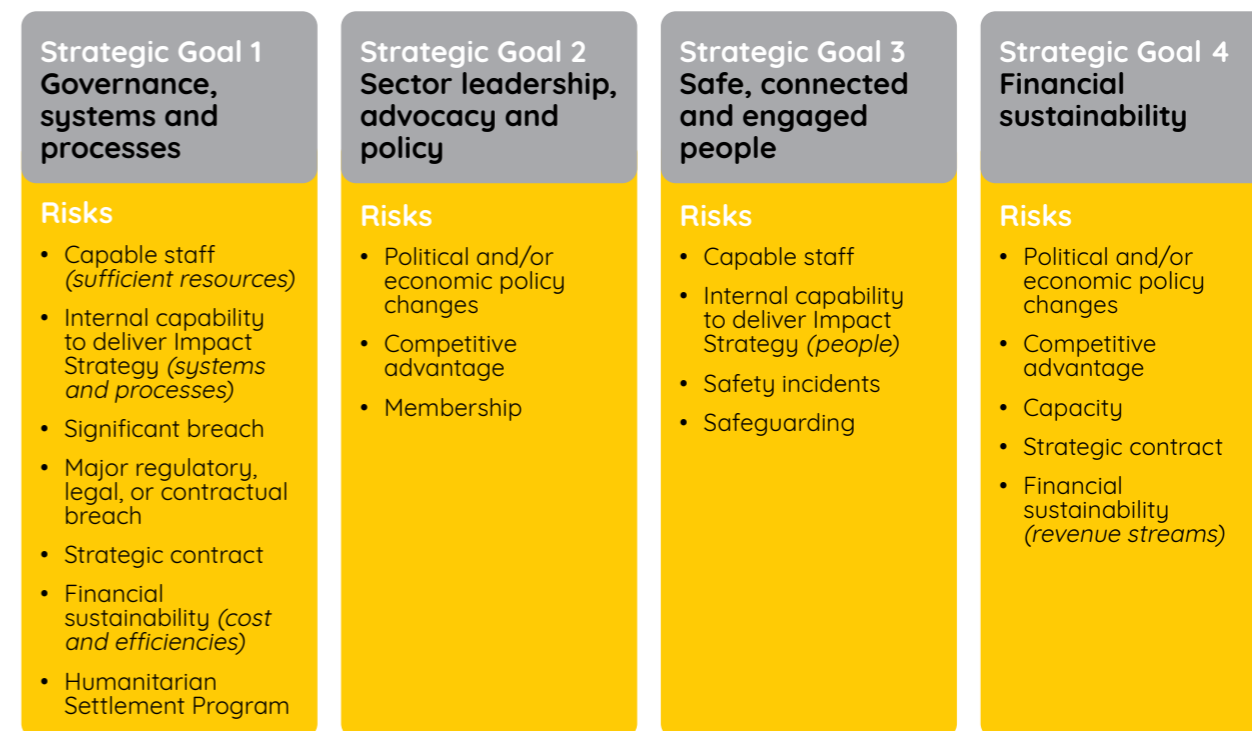 Strategic Goal 1
Governance,
systems and
processes
Risks
• Capable staff
(sufficient resources)
• Internal capability
to deliver Impact
Strategy (systems
and processes)
• Significant breach
• Major regulatory,
legal, or contractual
breach
• Strategic contract
• Financial
sustainability (cost
and efficiencies)
• Humanitarian
Settlement Program
Strategic Goal 2
Sector leadership,
advocacy and
policy
Risks
• Political and/or
economic policy
changes
• Competitive
advantage
• Membership
Strategic Goal 3
Safe, connected
and engaged
people
Risks
• Capable staff
• Internal capability
to deliver Impact
Strategy (people)
• Safety incidents
• Safeguarding
Strategic Goal 4
Financial
sustainability
Risks
• Political and/or
economic policy
changes
• Competitive
advantage
• Capacity
• Strategic contract
• Financial
sustainability
(revenue streams)